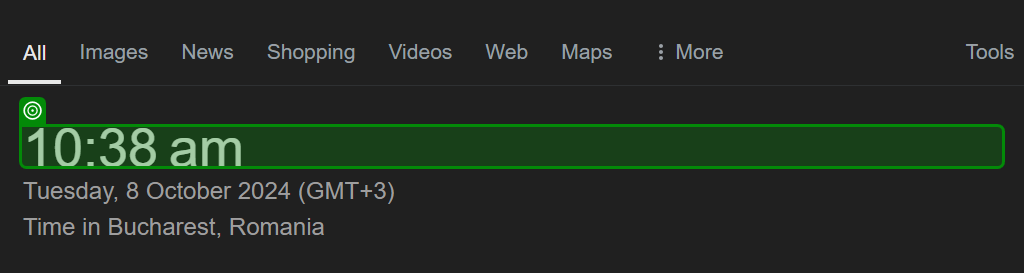 All Images News Shopping Videos Web Maps More Tools
10:38 am
Tuesday, 8 October 2024 (GMT+3)
Time in Bucharest, Romania